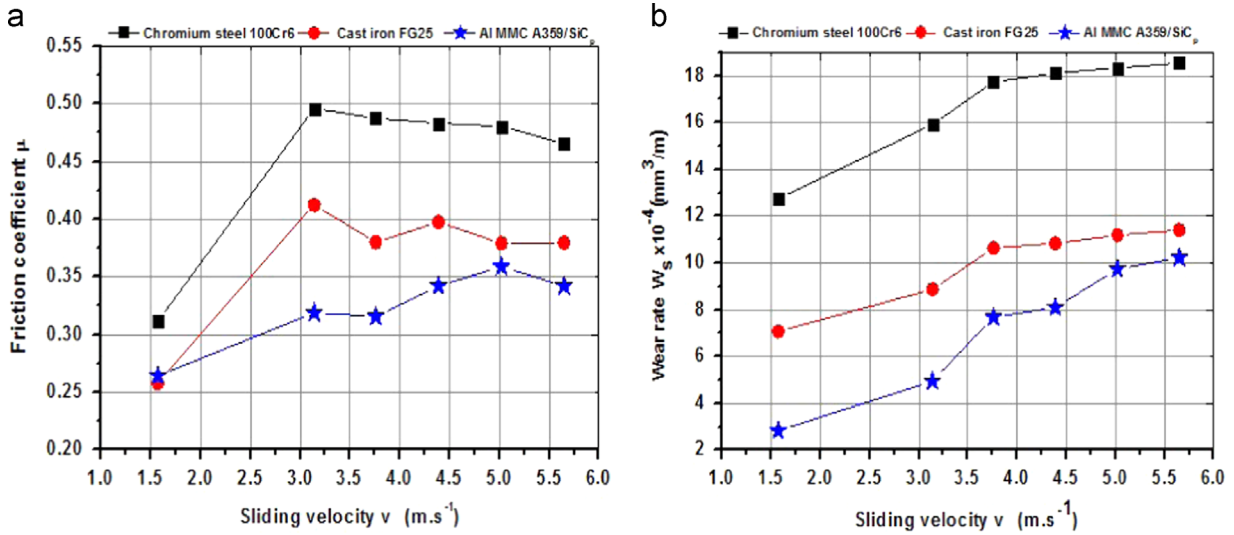 a
Chromium steel 100Cr6 Cast iron FG25 Al MMC A359/SiCp
0.55
0.50
0.45
0.40
0.35
0.30
0.25
0.20
Friction coefficient μ
1.0 1.5 2.0 2.5 3.0 3.5 4.0 4.5 5.0 5.5 6.0
Sliding velocity v (m.s-1)
b
Chromium steel 100Cr6 Cast iron FG25 Al MMC A359/SiCp
18
16
14
12
10
8
6
4
2
Wear rate Ws x10-4 (mm3/m)
1.0 1.5 2.0 2.5 3.0 3.5 4.0 4.5 5.0 5.5 6.0
Sliding velocity v (m.s-1)